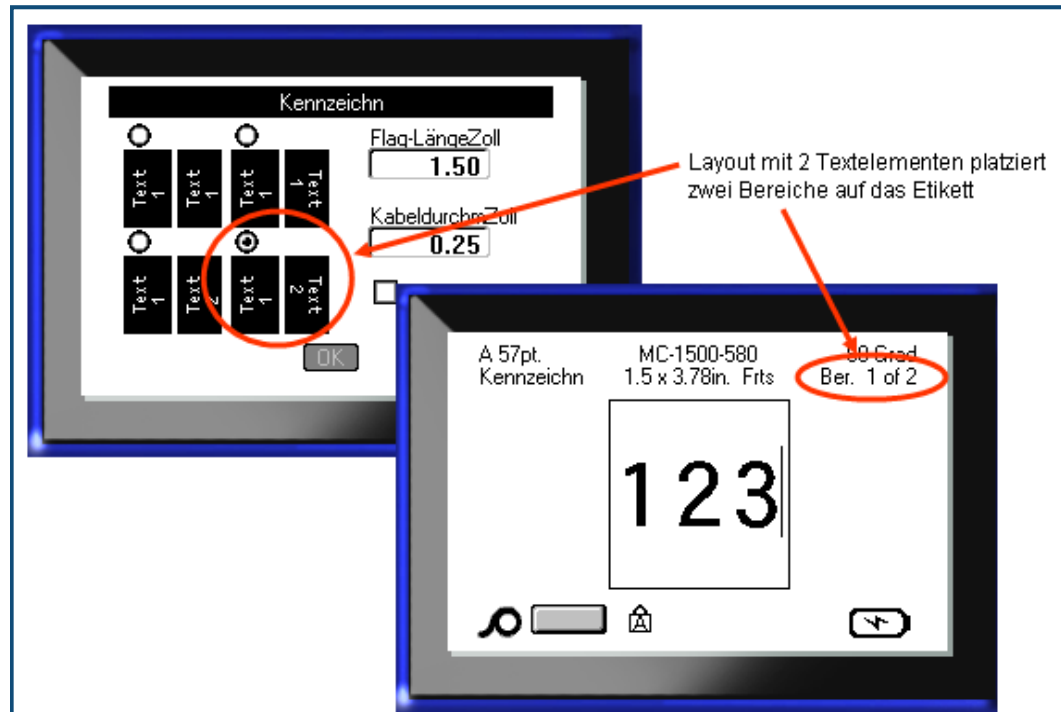 Kennzeichn
Flag-LängeZoll
1.50
Text 1 Text 1 Text 1 Text 1
KabeldurchmZoll
0.25
Text 1 Text 2 Text 1 Text 2
OK
Layout mit 2 Textelementen platziert
zwei Bereiche auf das Etikett
A 57pt. MC-1500-580 Grad
Kennzeichn 1.5 x 3.78in. Frts Ber. 1 of 2
123
A